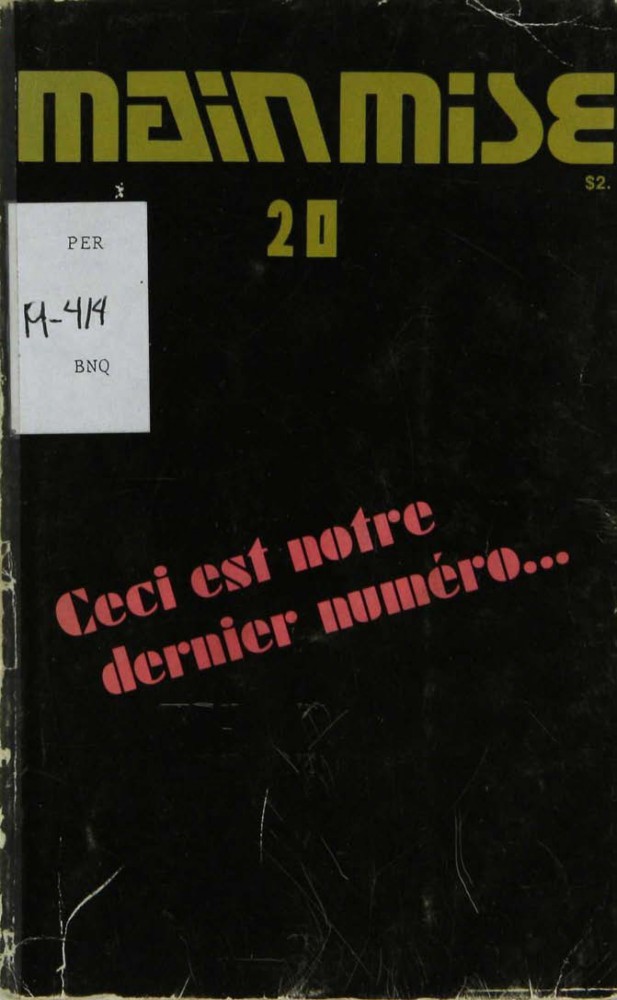 mainmise
$2.
20
PER
M-414
BNQ
Ceci est notre
dernier numéro...